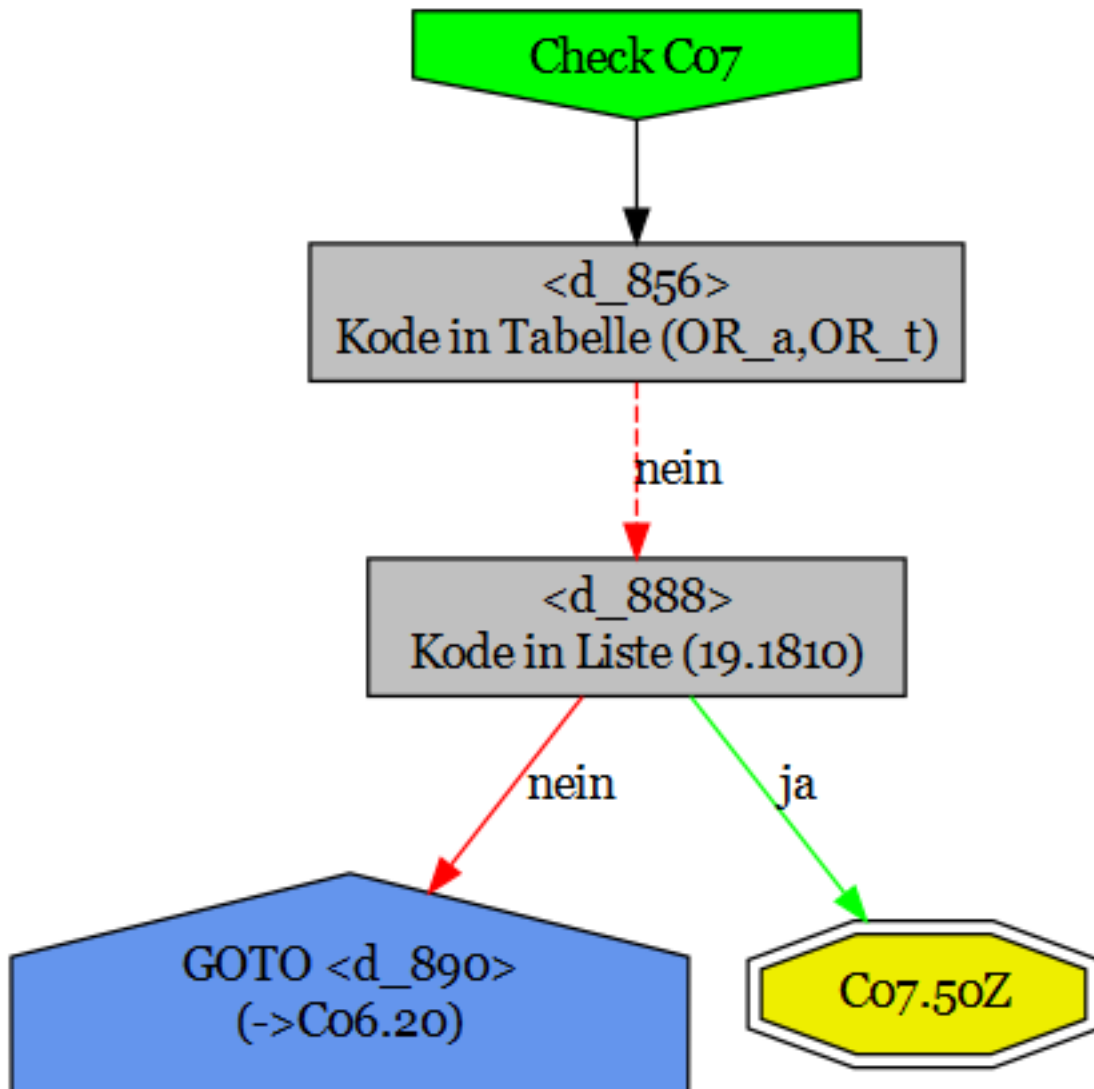 Check C07
<d_856>
Kode in Tabelle (OR_a,OR_t)
nein
<d_888>
Kode in Liste (19.1810)
nein
ja
GOTO <d_890>
(->C06.20)
C07.50Z